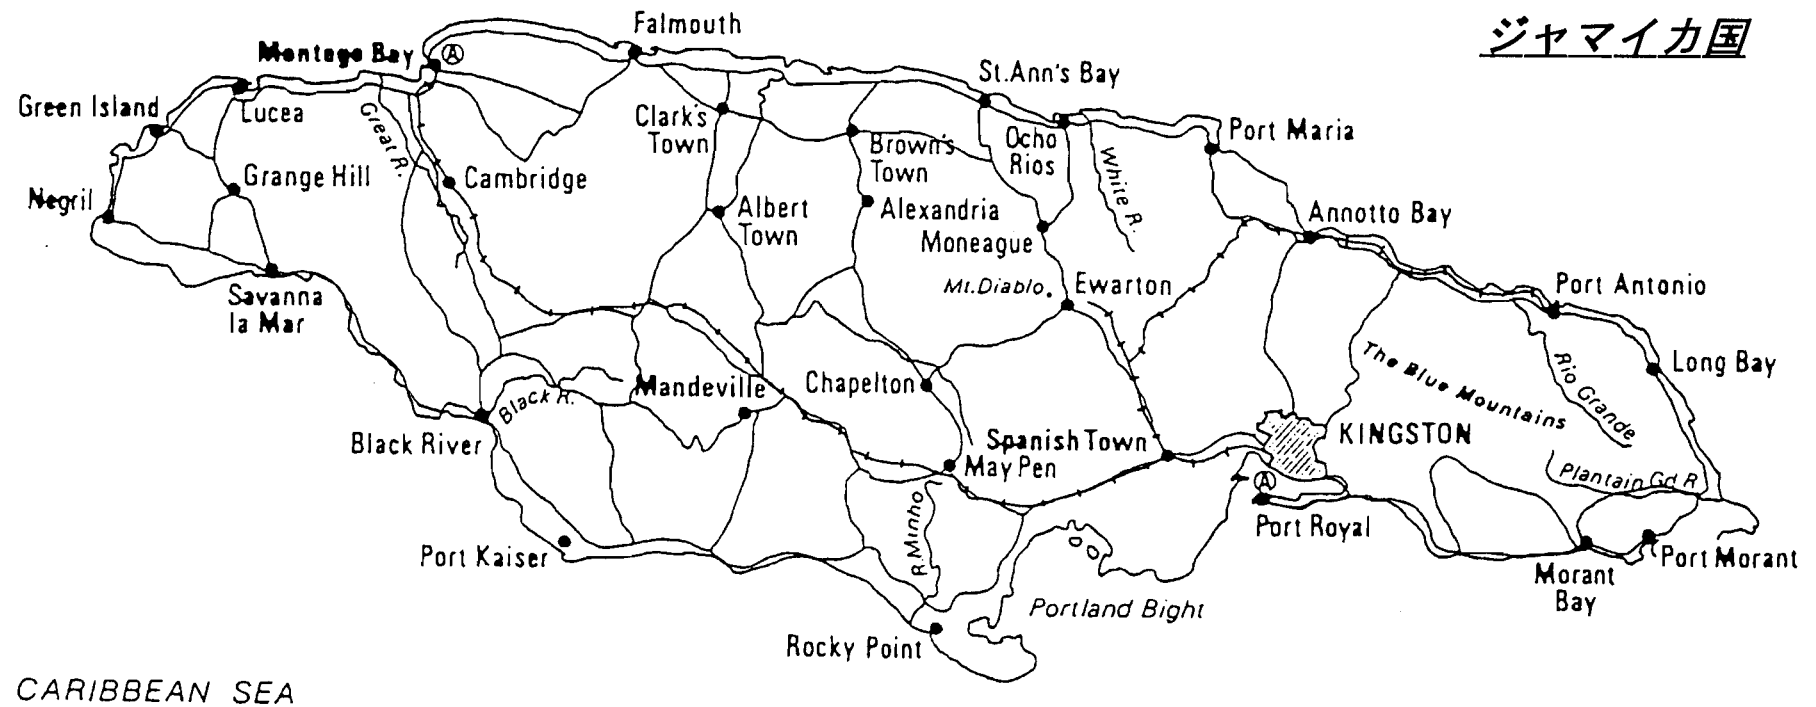 ジャマイカ国
Falmouth
Montego Bay
A
St.Ann's Bay
Green Island
Lucea
Great R.
Clark's
Town
Brown's
Town
Ocho
Rios
White R.
Port Maria
Negril
Grange Hill
Cambridge
Albert
Town
Alexandria
Moneague
Annotto Bay
Savanna
la Mar
Mt.Diablo.
Ewarton
Port Antonio
The Blue Mountains
Rio Grande
Long Bay
Mandeville
Chapelton
Black R.
Black River
Spanish Town
May Pen
KINGSTON
A
Port Royal
Plantain Gd R
R.Minho
Port Kaiser
Port Morant
Morant
Bay
Portland Bight
Rocky Point
CARIBBEAN SEA